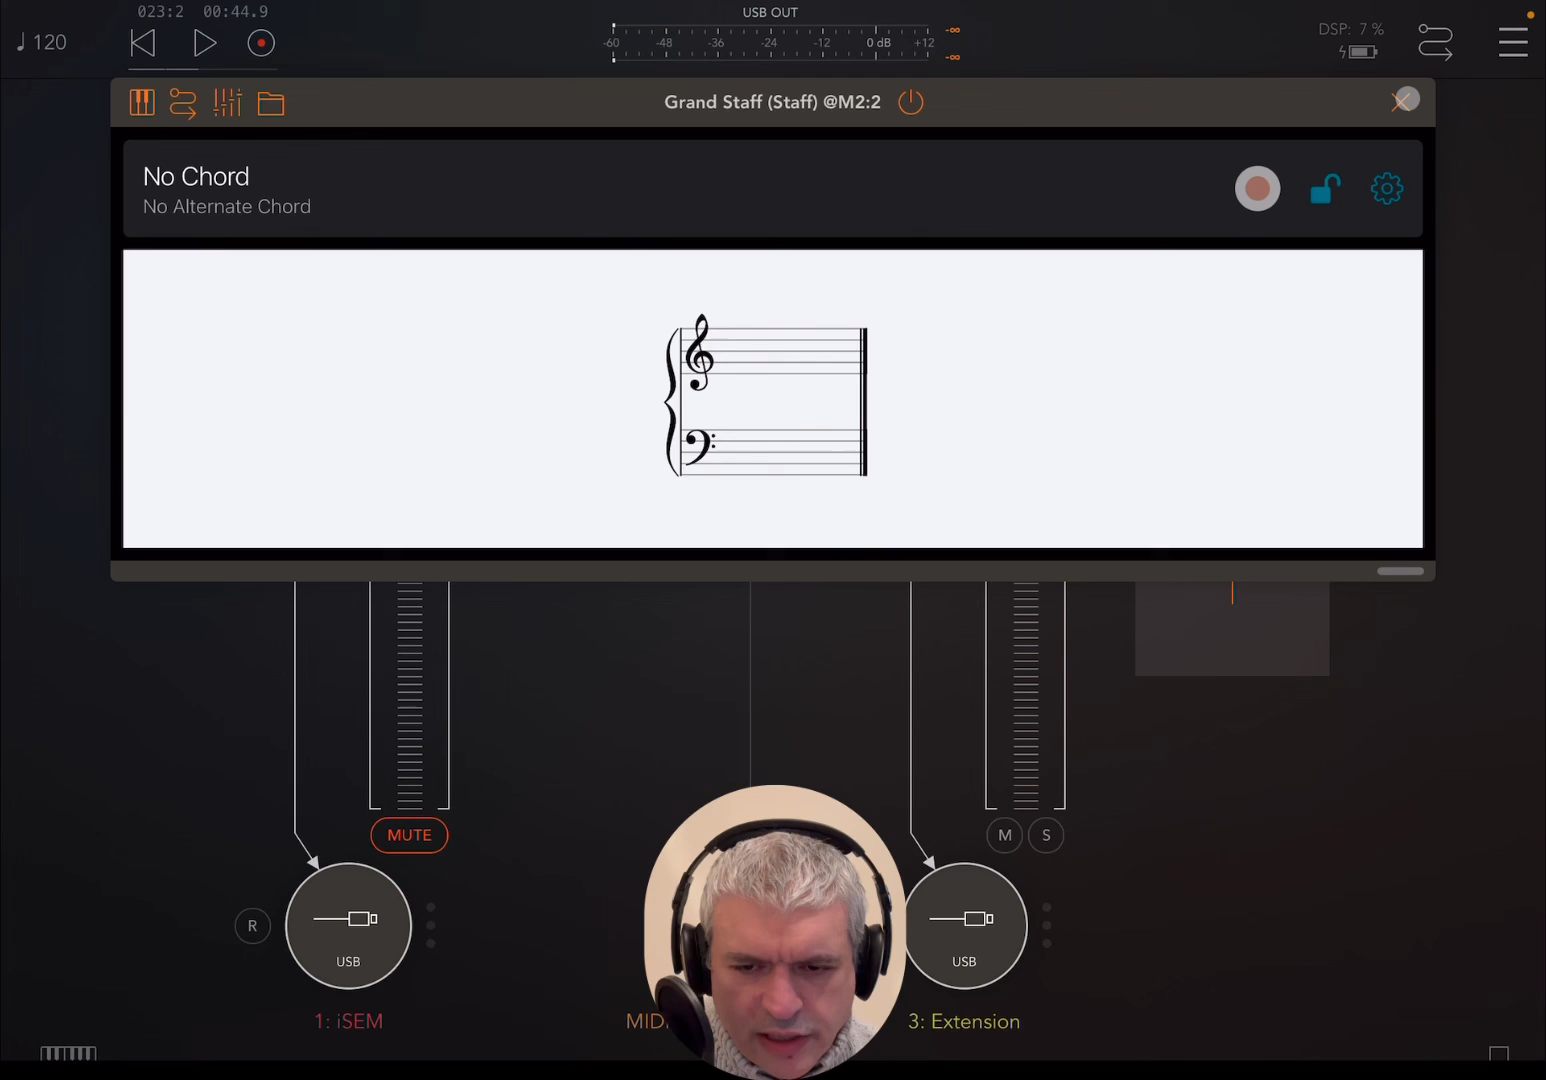 023:2 00:44.9
120
USB OUT
-60 -48 -36 -24 -12 0 dB +12
-∞
-∞
DSP: 7 %
Grand Staff (Staff) @M2:2
No Chord
No Alternate Chord
MUTE
M S
R
USB
USB
1: iSEM
MIDI
3: Extension